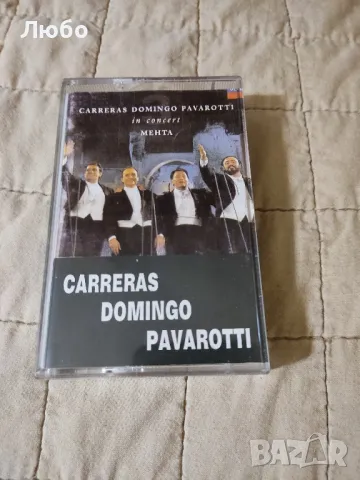 Любо
CARRERAS DOMINGO PAVAROTTI
in concert
MEHTA
CARRERAS
DOMINGO
PAVAROTTI
BAZAR